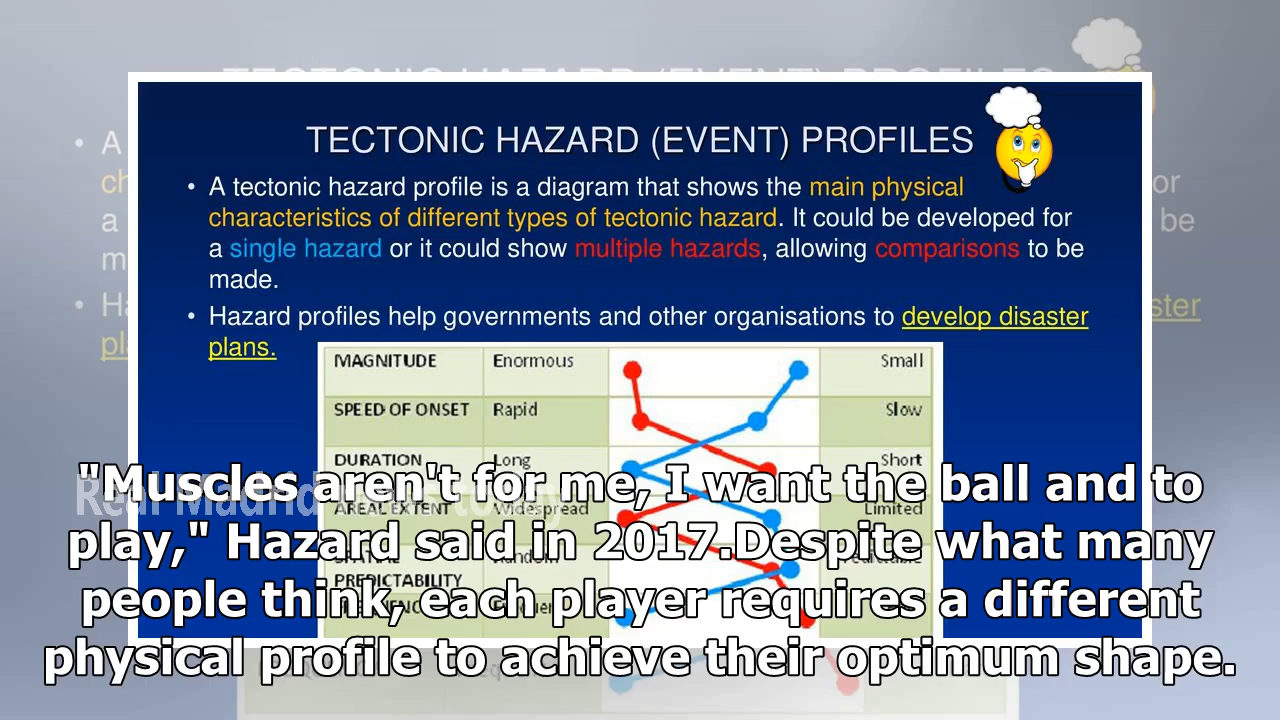 TECTONIC HAZARD (EVENT) PROFILES
• A tectonic hazard profile is a diagram that shows the main physical
characteristics of different types of tectonic hazard. It could be developed for
a single hazard or it could show multiple hazards, allowing comparisons to be
made.
• Hazard profiles help governments and other organisations to develop disaster
plans.
MAGNITUDE Enormous Small
SPEED OF ONSET Rapid Slow
DURATION Long Short
AREAL EXTENT Widespread Limited
PREDICTABILITY
Real Madrid
"Muscles aren't for me, I want the ball and to
play," Hazard said in 2017.Despite what many
people think, each player requires a different
physical profile to achieve their optimum shape.